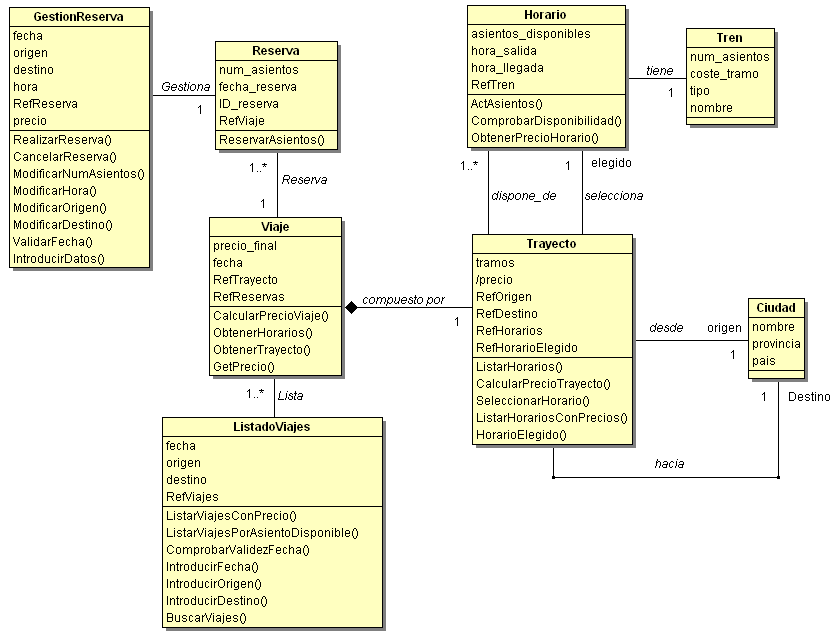 GestionReserva
fecha
origen
destino
hora
RefReserva
precio
RealizarReserva()
CancelarReserva()
ModificarNumAsientos()
ModificarHora()
ModificarOrigen()
ModificarDestino()
ValidarFecha()
IntroducirDatos()
Gestiona
1
Reserva
num_asientos
fecha_reserva
ID_reserva
RefViaje
ReservarAsientos()
1..*
Reserva
1
Viaje
precio_final
fecha
RefTrayecto
RefReservas
CalcularPrecioViaje()
ObtenerHorarios()
ObtenerTrayecto()
GetPrecio()
1..*
Lista
ListadoViajes
fecha
origen
destino
RefViajes
ListarViajesConPrecio()
ListarViajesPorAsientoDisponible()
ComprobarValidezFecha()
IntroducirFecha()
IntroducirOrigen()
IntroducirDestino()
BuscarViajes()
compuesto por
1
Horario
asientos_disponibles
hora_salida
hora_llegada
RefTren
ActAsientos()
ComprobarDisponibilidad()
ObtenerPrecioHorario()
tiene
1
Tren
num_asientos
coste_tramo
tipo
nombre
1..*
dispone_de
1
elegido
selecciona
Trayecto
tramos
/precio
RefOrigen
RefDestino
RefHorarios
RefHorarioElegido
ListarHorarios()
CalcularPrecioTrayecto()
SeleccionarHorario()
ListarHorariosConPrecios()
HorarioElegido()
desde
origen
1
Ciudad
nombre
provincia
pais
1
Destino
hacia